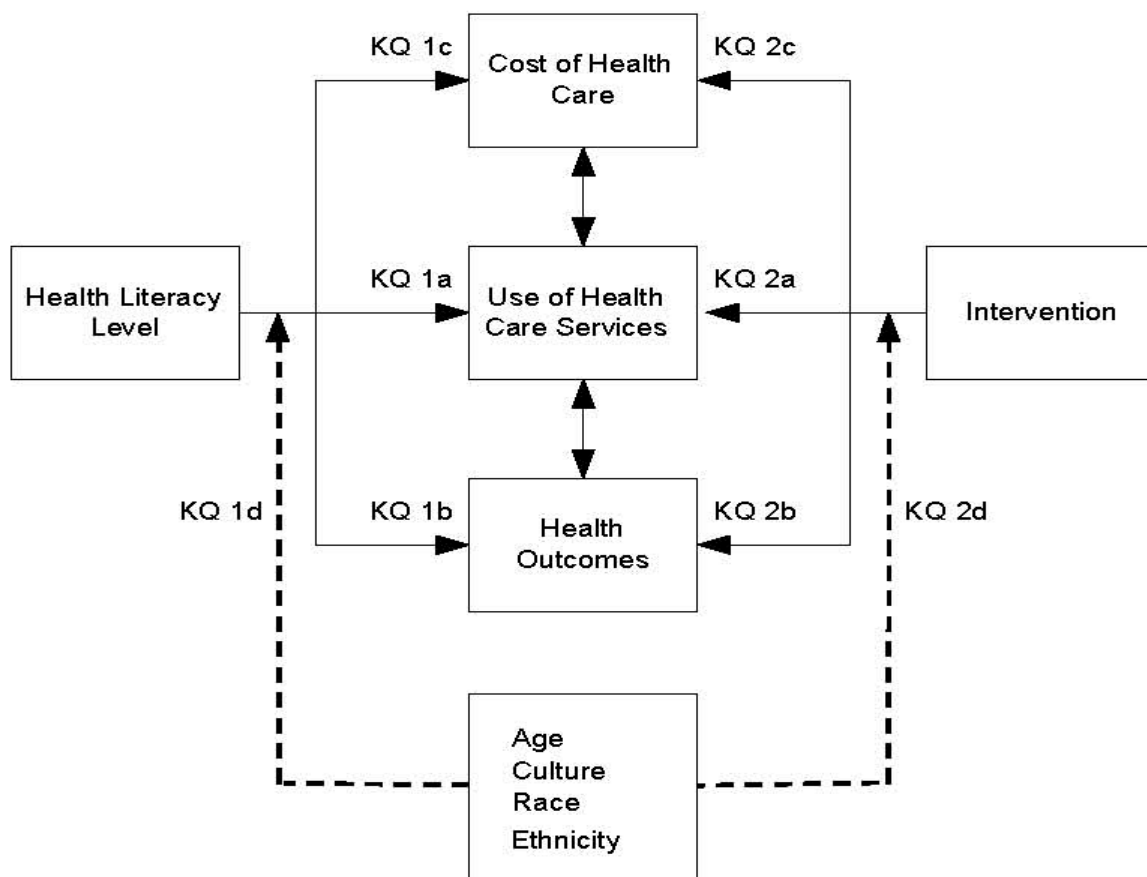 KQ 1c
Cost of Health
Care
KQ 2c
Health Literacy
Level
KQ 1a
Use of Health
Care Services
KQ 2a
Intervention
KQ 1d
KQ 1b
Health
Outcomes
KQ 2b
KQ 2d
Age
Culture
Race
Ethnicity